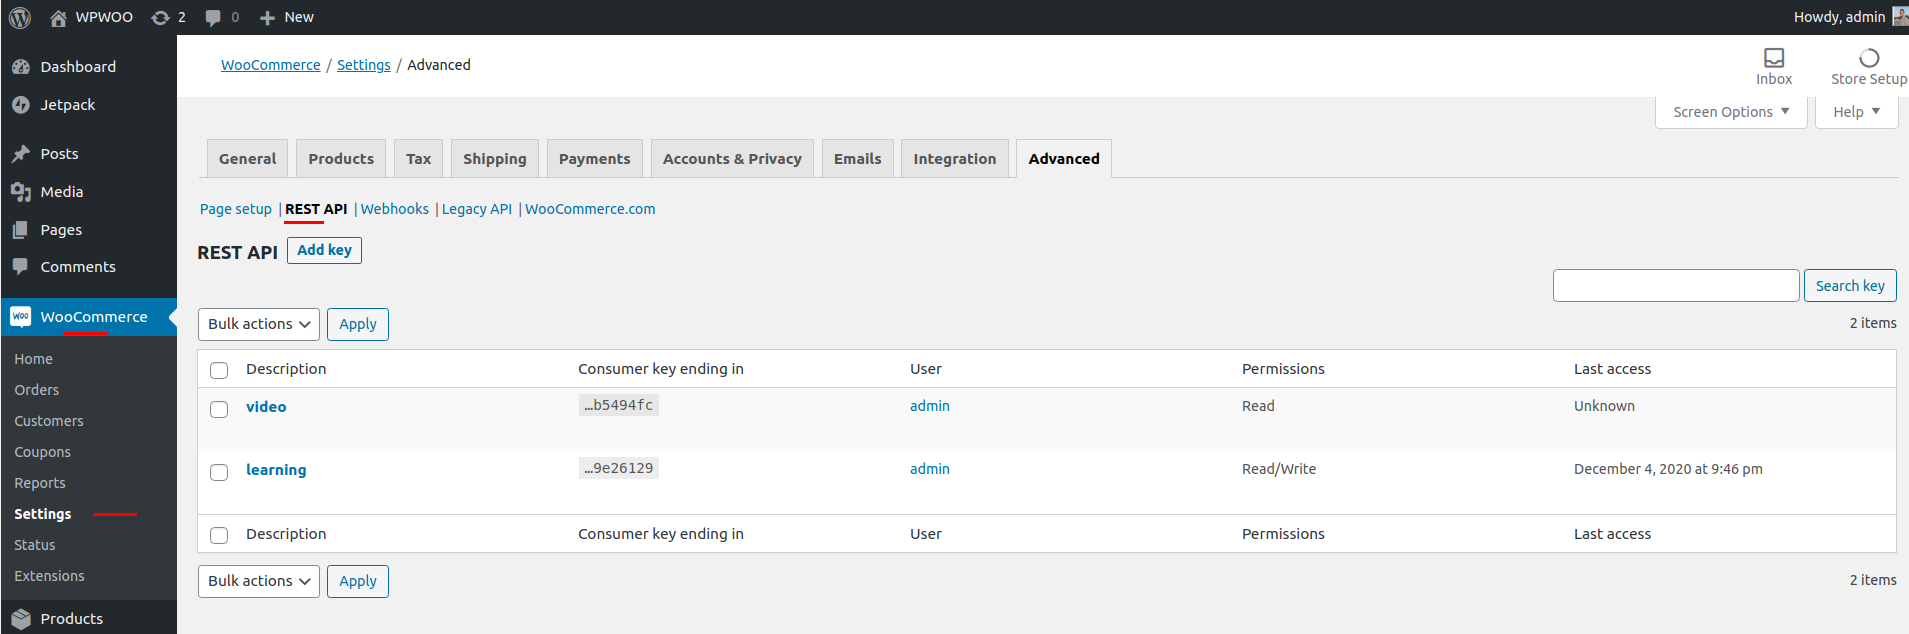 WPWOO 2 0 New Howdy, admin
Dashboard
Jetpack
Posts
Media
Pages
Comments
WooCommerce
Home
Orders
Customers
Coupons
Reports
Settings
Status
Extensions
Products
WooCommerce / Settings / Advanced
Inbox
Store Setup
Screen Options
Help
General Products Tax Shipping Payments Accounts & Privacy Emails Integration Advanced
Page setup | REST API | Webhooks | Legacy API | WooCommerce.com
REST API Add key
Search key
Bulk actions Apply 2 items
Description Consumer key ending in User Permissions Last access
video …b5494fc admin Read Unknown
learning …9e26129 admin Read/Write December 4, 2020 at 9:46 pm
Description Consumer key ending in User Permissions Last access
Bulk actions Apply 2 items